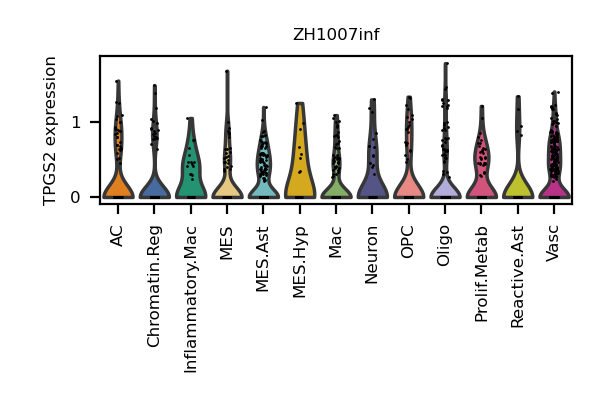 ZH1007inf
TPGS2 expression
1
0
AC
Chromatin.Reg
Inflammatory.Mac
MES
MES.Ast
MES.Hyp
Mac
Neuron
OPC
Oligo
Prolif.Metab
Reactive.Ast
Vasc